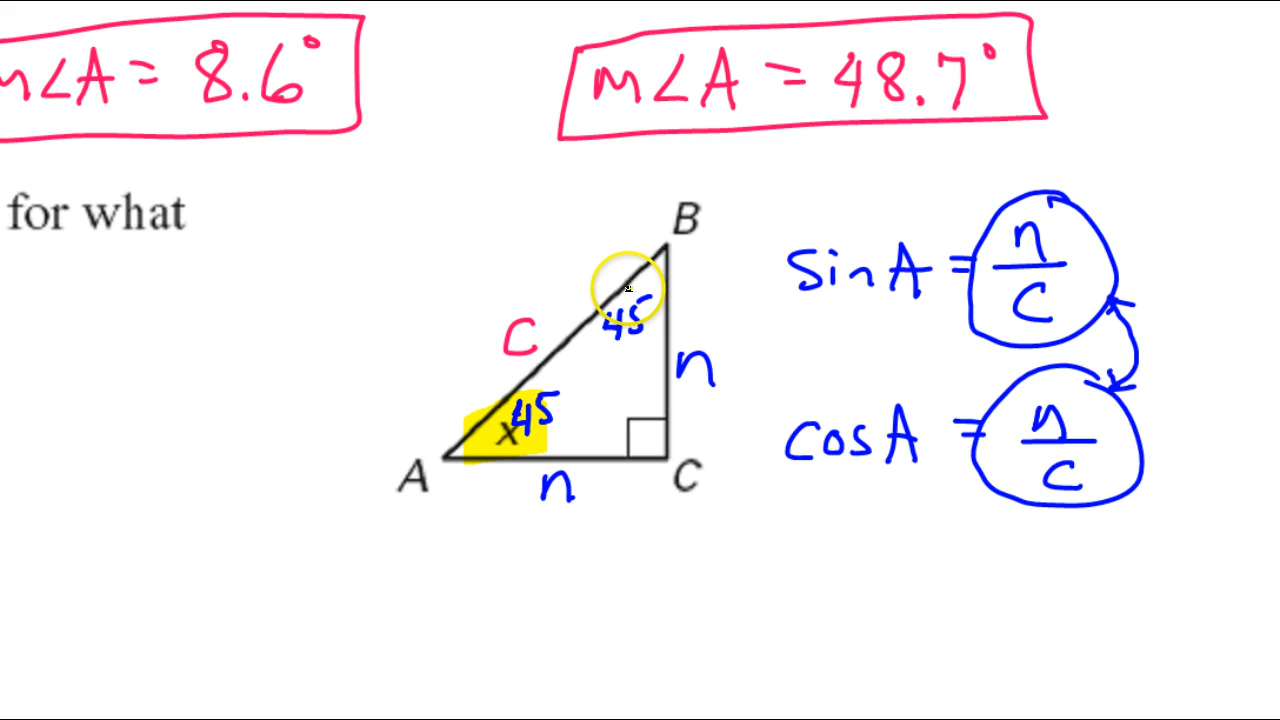 m∠A = 8.6°
m∠A = 48.7°
for what
B
sin A = n/c
45
C
n
45
x
cos A = n/c
A
n
C